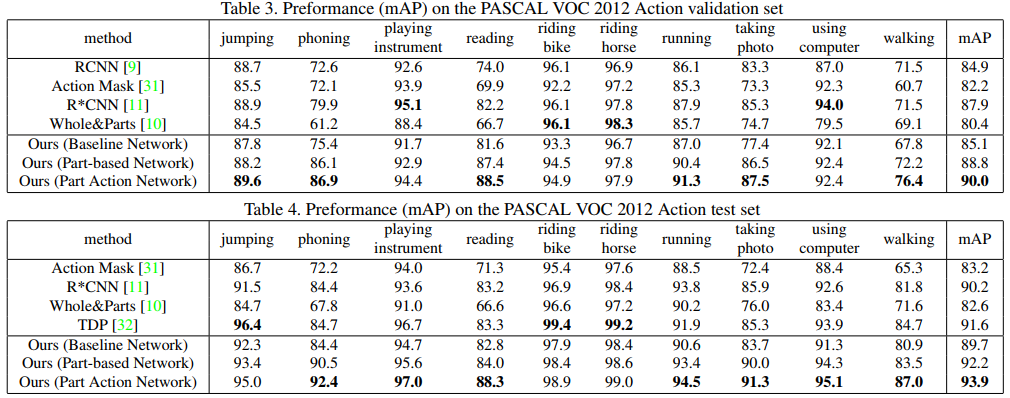 Table 3. Preformance (mAP) on the PASCAL VOC 2012 Action validation set
method jumping phoning playing instrument reading riding bike riding horse running taking photo using computer walking mAP
RCNN [9] 88.7 72.6 92.6 74.0 96.1 96.9 86.1 83.3 87.0 71.5 84.9
Action Mask [31] 85.5 72.1 93.9 69.9 92.2 97.2 85.3 73.3 92.3 60.7 82.2
R*CNN [11] 88.9 79.9 95.1 82.2 96.1 97.8 87.9 85.3 94.0 71.5 87.9
Whole&Parts [10] 84.5 61.2 88.4 66.7 96.1 98.3 85.7 74.7 79.5 69.1 80.4
Ours (Baseline Network) 87.8 75.4 91.7 81.6 93.3 96.7 87.0 77.4 92.1 67.8 85.1
Ours (Part-based Network) 88.2 86.1 92.9 87.4 94.5 97.8 90.4 86.5 92.4 72.2 88.8
Ours (Part Action Network) 89.6 86.9 94.4 88.5 94.9 97.9 91.3 87.5 92.4 76.4 90.0
Table 4. Preformance (mAP) on the PASCAL VOC 2012 Action test set
method jumping phoning playing instrument reading riding bike riding horse running taking photo using computer walking mAP
Action Mask [31] 86.7 72.2 94.0 71.3 95.4 97.6 88.5 72.4 88.4 65.3 83.2
R*CNN [11] 91.5 84.4 93.6 83.2 96.9 98.4 93.8 85.9 92.6 81.8 90.2
Whole&Parts [10] 84.7 67.8 91.0 66.6 96.6 97.2 90.2 76.0 83.4 71.6 82.6
TDP [32] 96.4 84.7 96.7 83.3 99.4 99.2 91.9 85.3 93.9 84.7 91.6
Ours (Baseline Network) 92.3 84.4 94.7 82.8 97.9 98.4 90.6 83.7 91.3 80.9 89.7
Ours (Part-based Network) 93.4 90.5 95.6 84.0 98.4 98.6 93.4 90.0 94.3 83.5 92.2
Ours (Part Action Network) 95.0 92.4 97.0 88.3 98.9 99.0 94.5 91.3 95.1 87.0 93.9